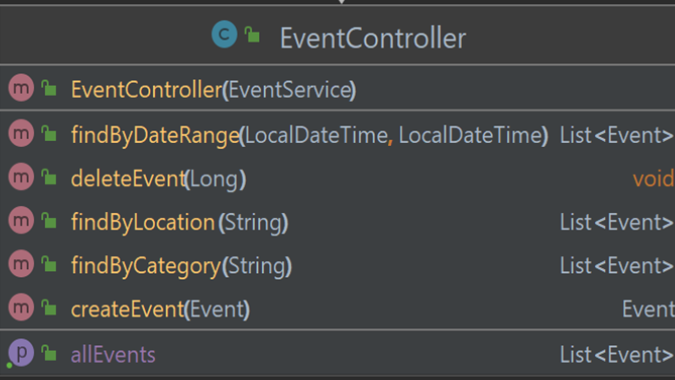 EventController
EventController(EventService)
findByDateRange(LocalDateTime, LocalDateTime) List<Event>
deleteEvent(Long) void
findByLocation(String) List<Event>
findByCategory(String) List<Event>
createEvent(Event) Event
allEvents List<Event>